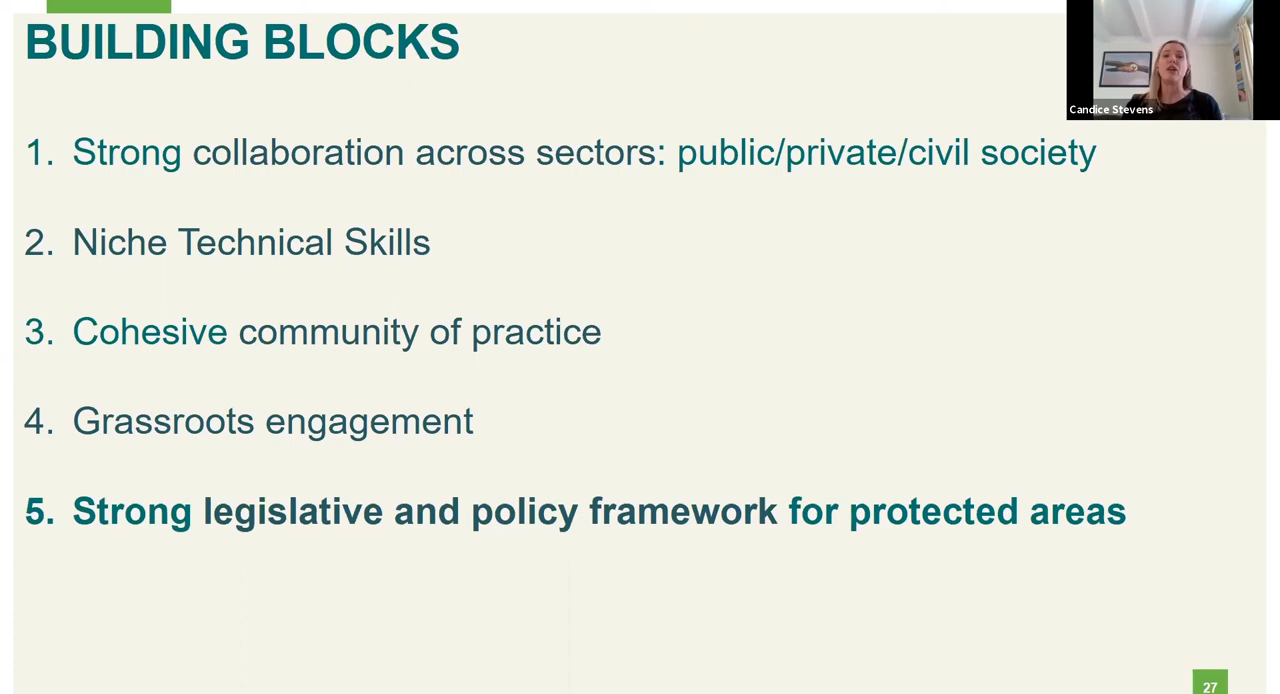 BUILDING BLOCKS
Candice Stevens
1. Strong collaboration across sectors: public/private/civil society
2. Niche Technical Skills
3. Cohesive community of practice
4. Grassroots engagement
5. Strong legislative and policy framework for protected areas
27